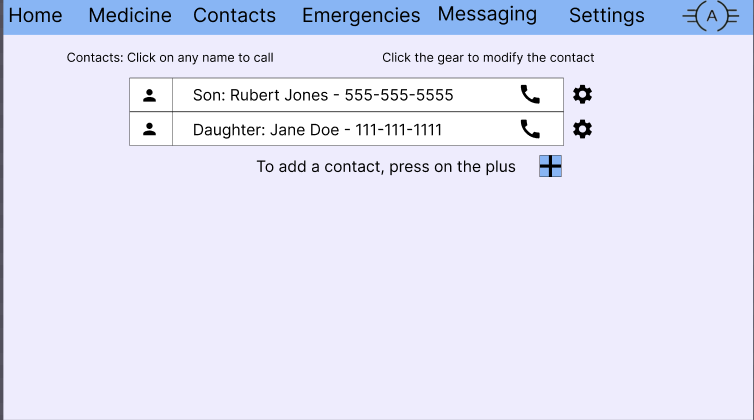 Home Medicine Contacts Emergencies Messaging Settings A
Contacts: Click on any name to call Click the gear to modify the contact
Son: Rubert Jones - 555-555-5555
Daughter: Jane Doe - 111-111-1111
To add a contact, press on the plus